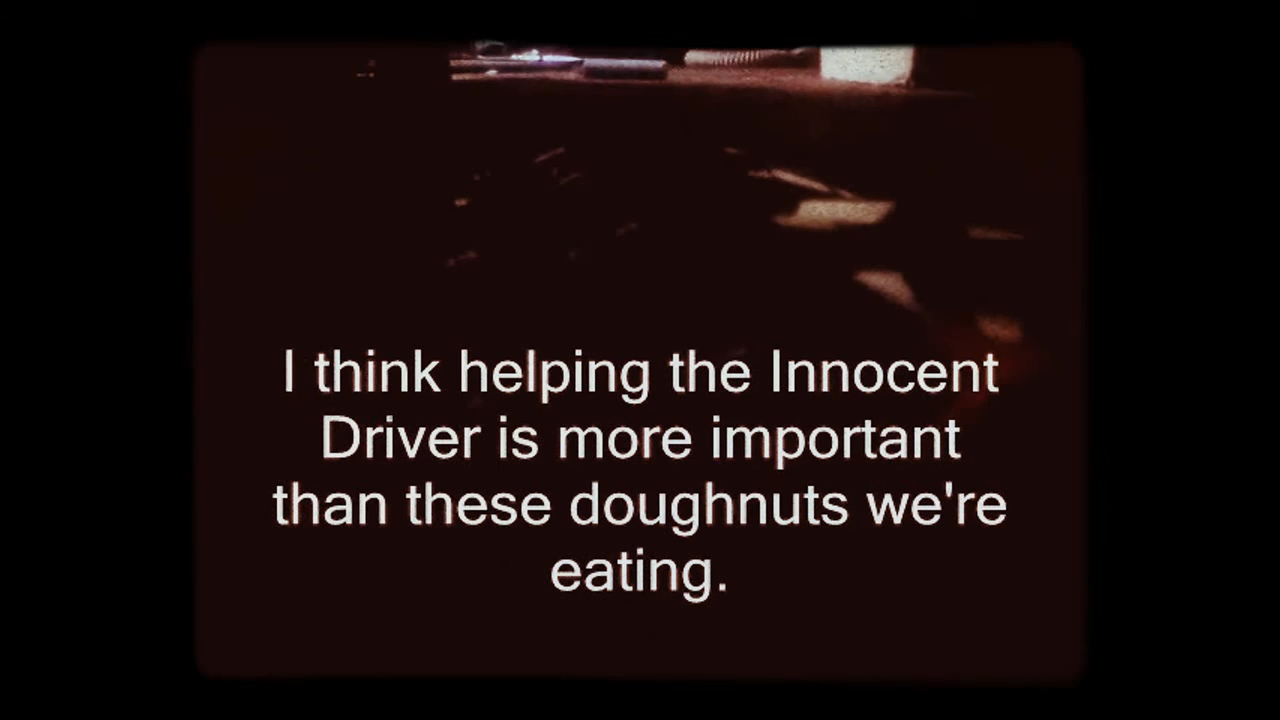 I think helping the Innocent
Driver is more important
than these doughnuts we're
eating.